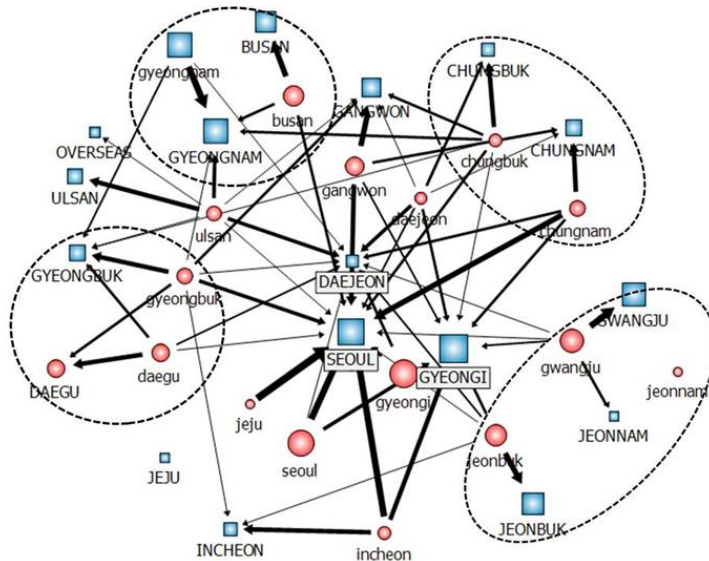 BUSAN
gyeongnam
CHUNGBUK
busan
GANGWON
GYEONGNAM
chungbuk
CHUNGNAM
OVERSEAS
gangwon
ULSAN
daejeon
ulsan
chungnam
GYEONGBUK
gyeongbuk
DAEJEON
GWANGJU
SEOUL
GYEONGI
gwangju
DAEGU
daegu
gyeongi
jeonnam
jeju
JEONNAM
seoul
jeonbuk
JEJU
JEONBUK
INCHEON
incheon